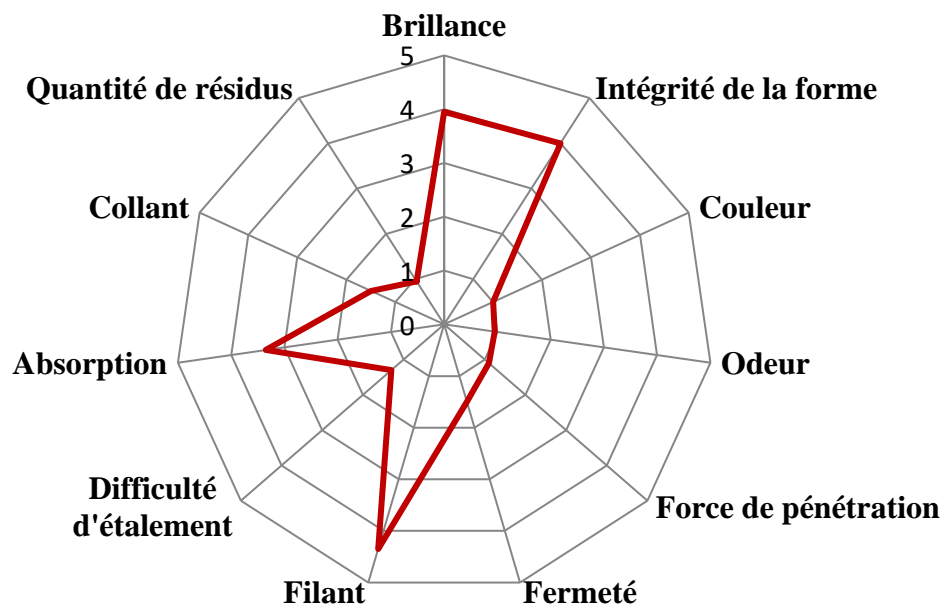 Brillance
5
Quantité de résidus
Intégrité de la forme
4
3
Collant
Couleur
2
1
0
Absorption
Odeur
Difficulté
d'étalement
Force de pénétration
Filant
Fermeté